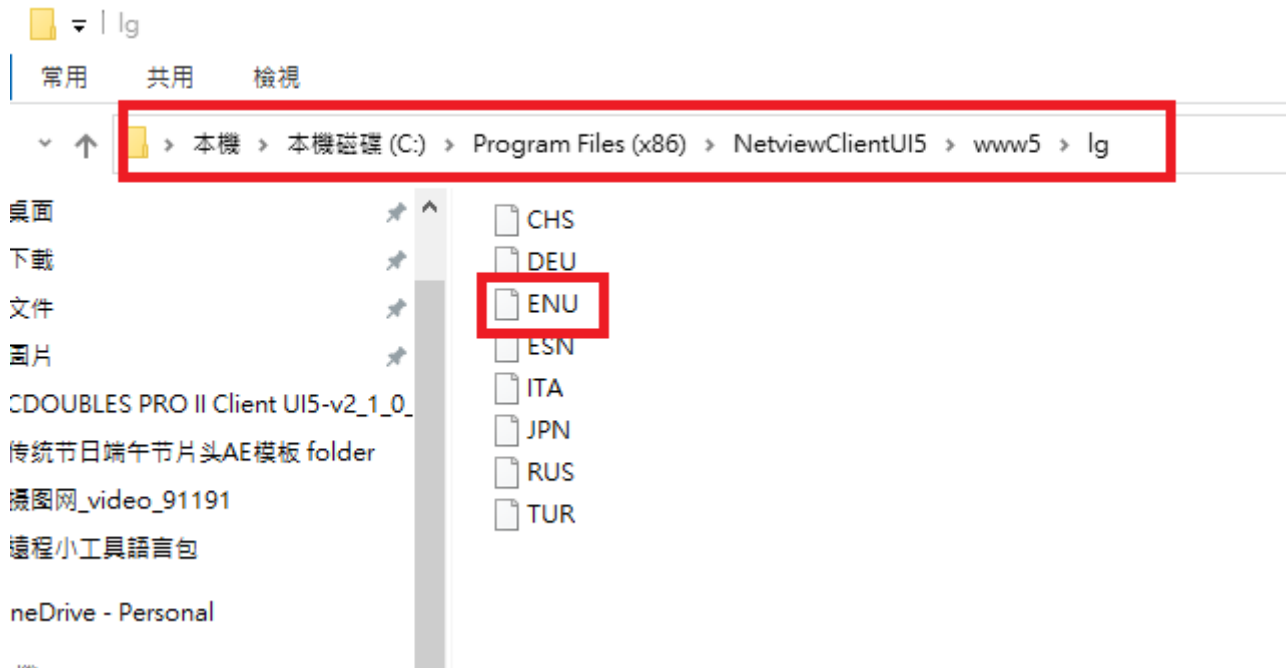 lg
常用 共用 檢視
本機 > 本機磁碟 (C:) > Program Files (x86) > NetviewClientUI5 > www5 > lg
桌面
下載
文件
圖片
CDOUBLES PRO II Client UI5-v2_1_0_
传统节日端午节片头AE模板 folder
摄图网_video_91191
遠程小工具語言包
neDrive - Personal
CHS
DEU
ENU
ESN
ITA
JPN
RUS
TUR